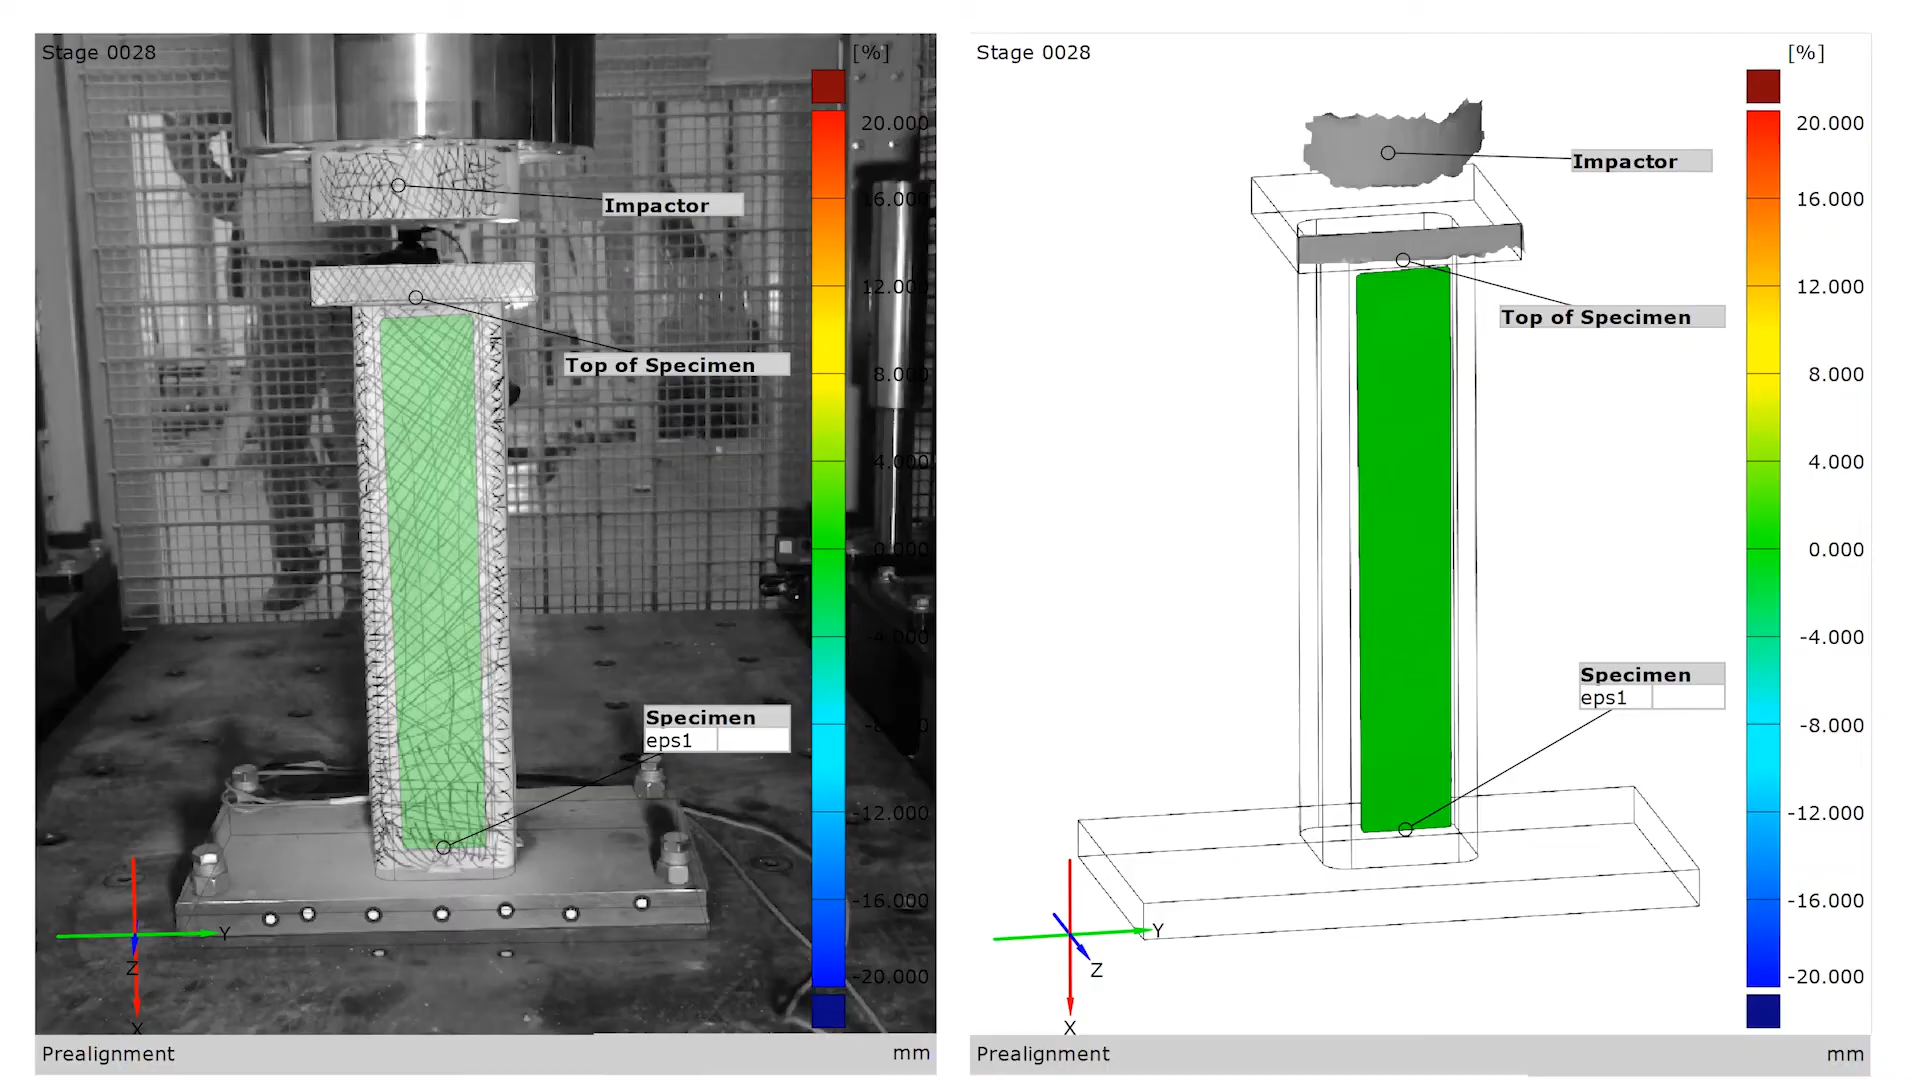 Stage 0028
[%]
20.000
16.000
12.000
8.000
4.000
0.000
-4.000
-8.000
-12.000
-16.000
-20.000
Impactor
Top of Specimen
Specimen
eps1
Y
Z
X
Prealignment
mm
Stage 0028
[%]
20.000
16.000
12.000
8.000
4.000
0.000
-4.000
-8.000
-12.000
-16.000
-20.000
Impactor
Top of Specimen
Specimen
eps1
Y
Z
X
Prealignment
mm